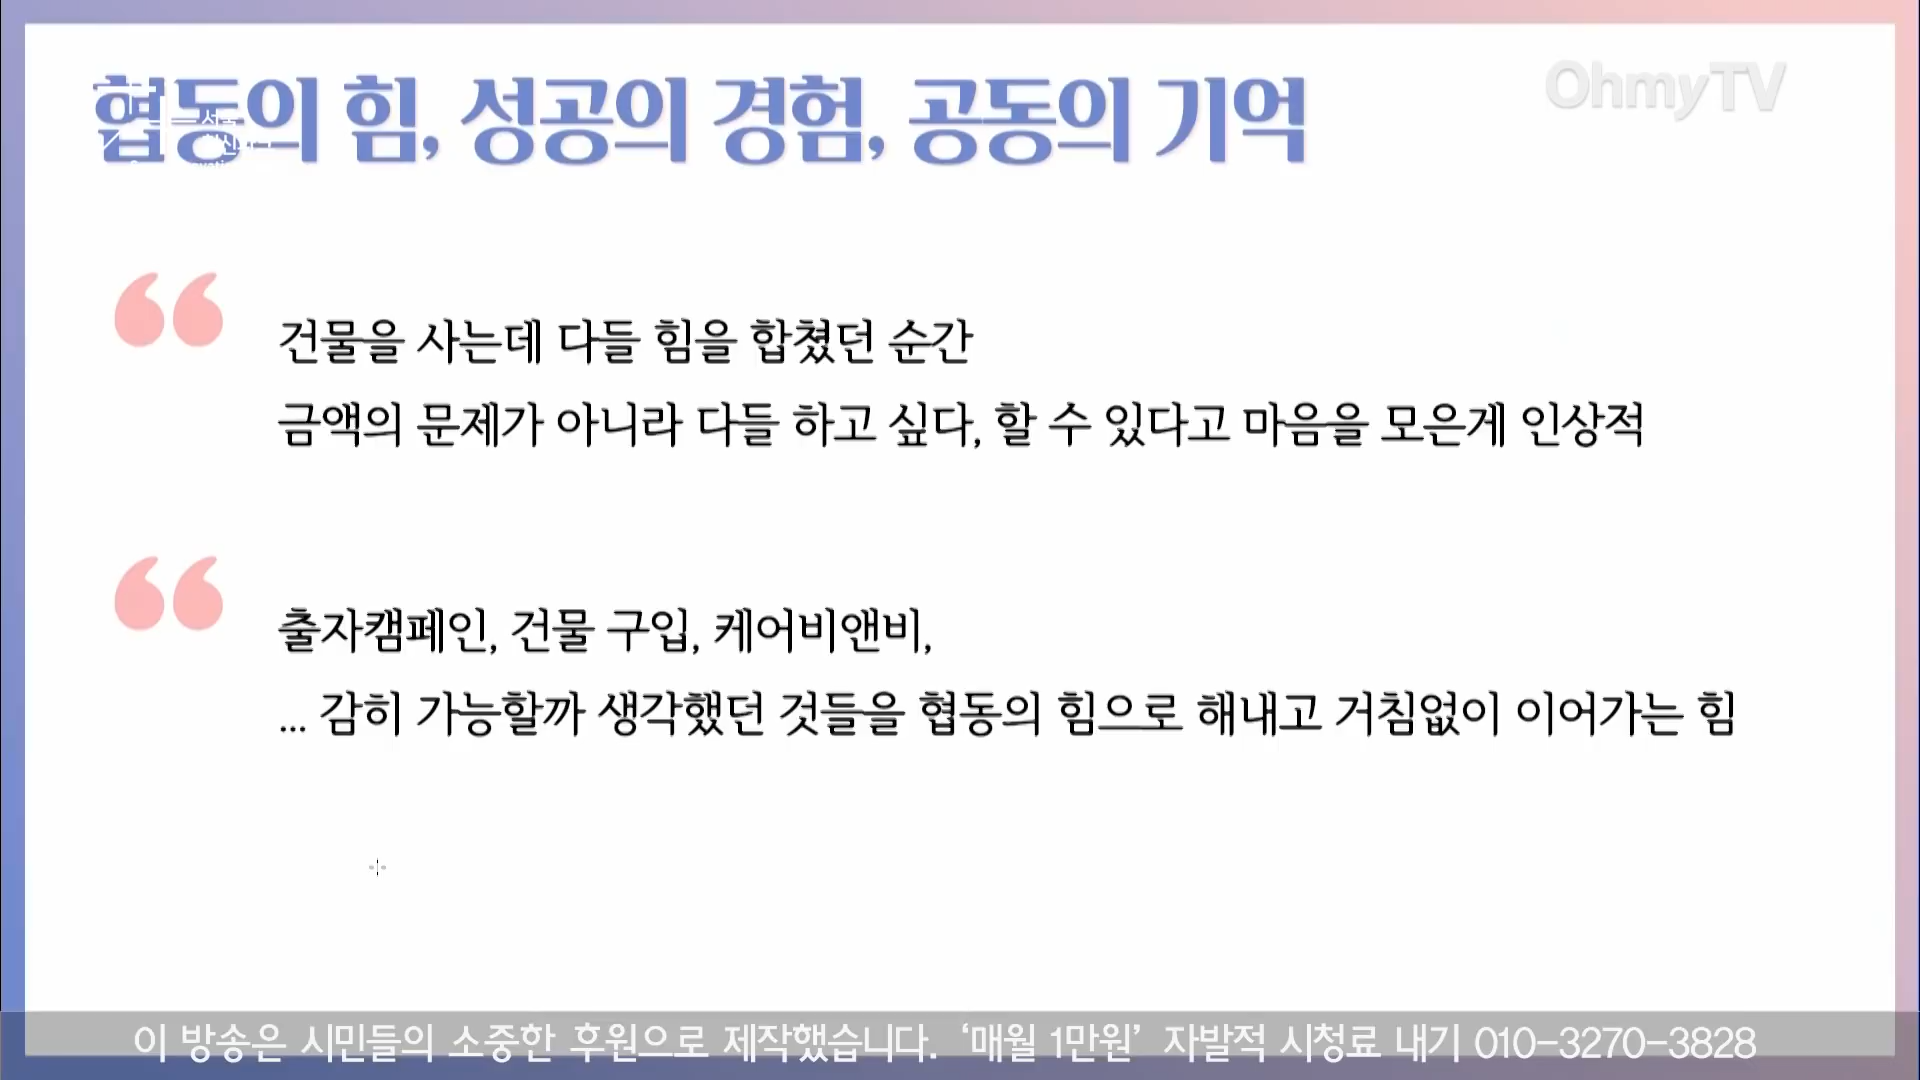 협동의 힘, 성공의 경험, 공동의 기억
OhmyTV
건물을 사는데 다들 힘을 합쳤던 순간
금액의 문제가 아니라 다들 하고 싶다, 할 수 있다고 마음을 모은게 인상적
출자캠페인, 건물 구입, 케어비앤비,
... 감히 가능할까 생각했던 것들을 협동의 힘으로 해내고 거침없이 이어가는 힘
이 방송은 시민들의 소중한 후원으로 제작했습니다. ‘매월 1만원’ 자발적 시청료 내기 010-3270-3828